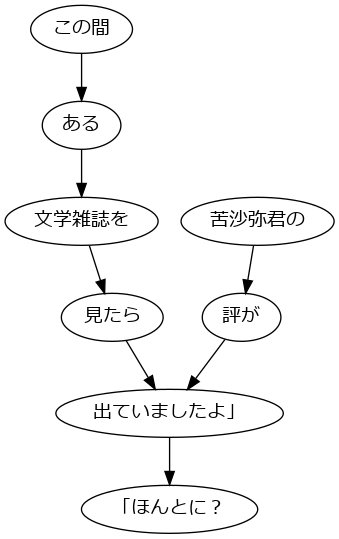 この間
ある
文学雑誌を
苦沙弥君の
見たら
評が
出ていましたよ」
「ほんとに？